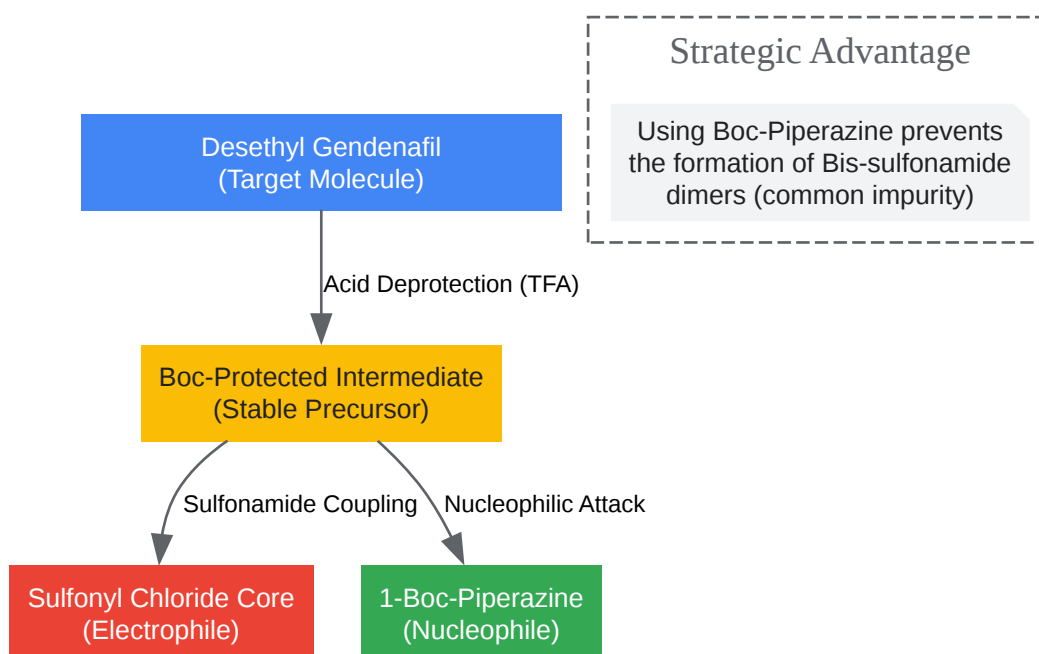 Strategic Advantage
Using Boc-Piperazine prevents
the formation of Bis-sulfonamide
dimers (common impurity)
Desethyl Gendenafil
(Target Molecule)
Acid Deprotection (TFA)
Boc-Protected Intermediate
(Stable Precursor)
Sulfonamide Coupling
Nucleophilic Attack
Sulfonyl Chloride Core
(Electrophile)
1-Boc-Piperazine
(Nucleophile)